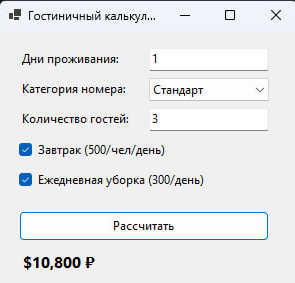 Гостиничный калькул...
Дни проживания: 1
Категория номера: Стандарт
Количество гостей: 3
Завтрак (500/чел/день)
Ежедневная уборка (300/день)
Рассчитать
$10,800 ₽